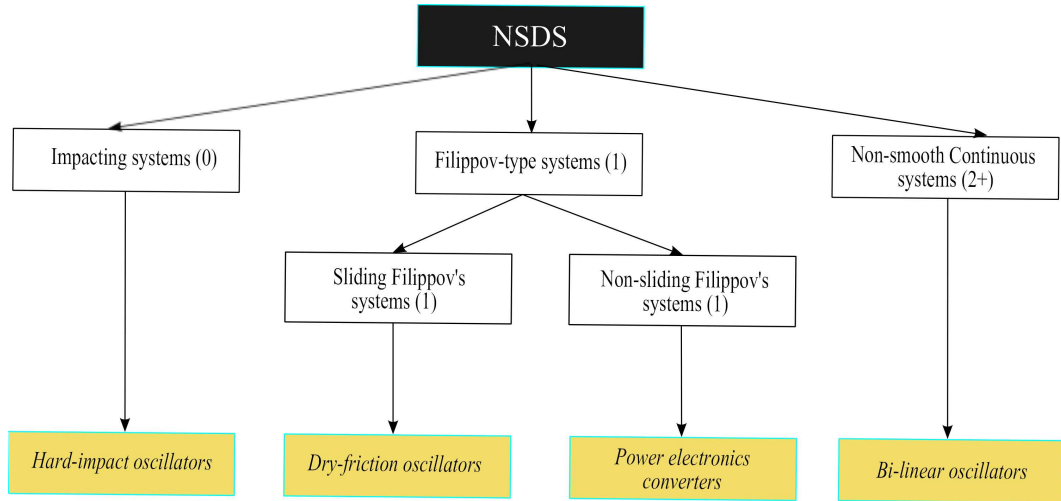 NSDS
Impacting systems (0)
Filippov-type systems (1)
Non-smooth Continuous
systems (2+)
Sliding Filippov's
systems (1)
Non-sliding Filippov's
systems (1)
Hard-impact oscillators
Dry-friction oscillators
Power electronics
converters
Bi-linear oscillators